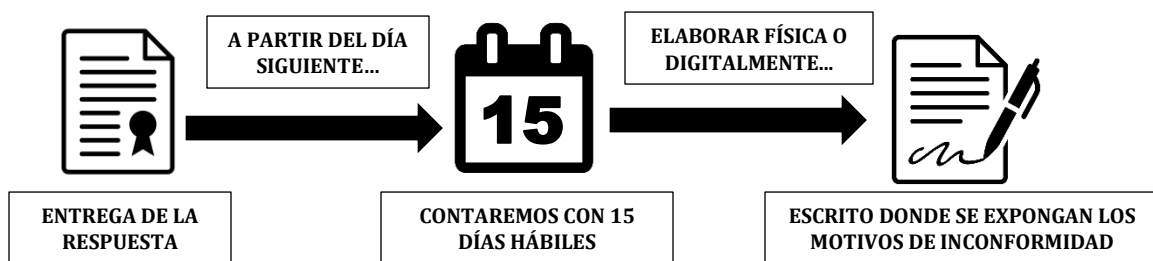 A PARTIR DEL DÍA
SIGUIENTE...
ELABORAR FÍSICA O
DIGITALMENTE...
15
ENTREGA DE LA
RESPUESTA
CONTAREMOS CON 15
DÍAS HÁBILES
ESCRITO DONDE SE EXPONGAN LOS
MOTIVOS DE INCONFORMIDAD